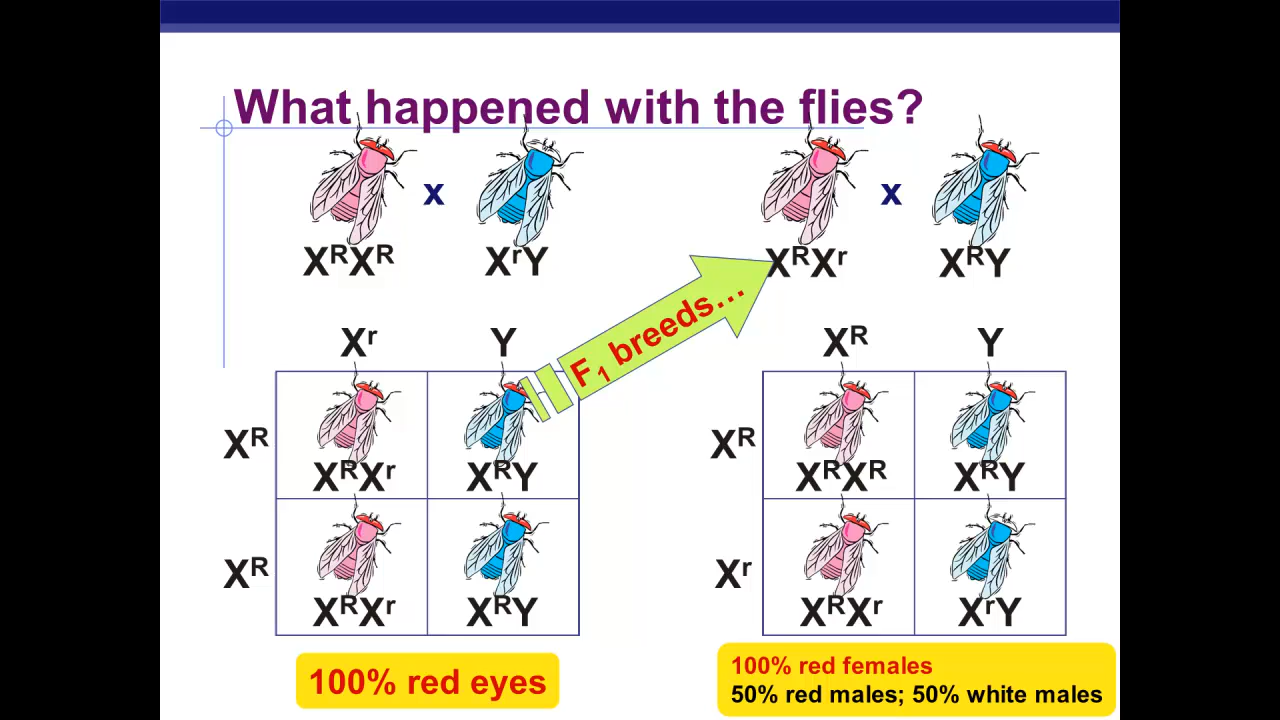 What happened with the flies?
x
x
XᴿXᴿ
XʳY
XᴿXʳ
XᴿY
F₁ breeds...
Xʳ
Y
Xᴿ
XᴿXʳ
XᴿY
Xᴿ
XᴿXʳ
XᴿY
100% red eyes
Xᴿ
Y
Xᴿ
XᴿXᴿ
XᴿY
Xʳ
XᴿXʳ
XʳY
100% red females
50% red males; 50% white males